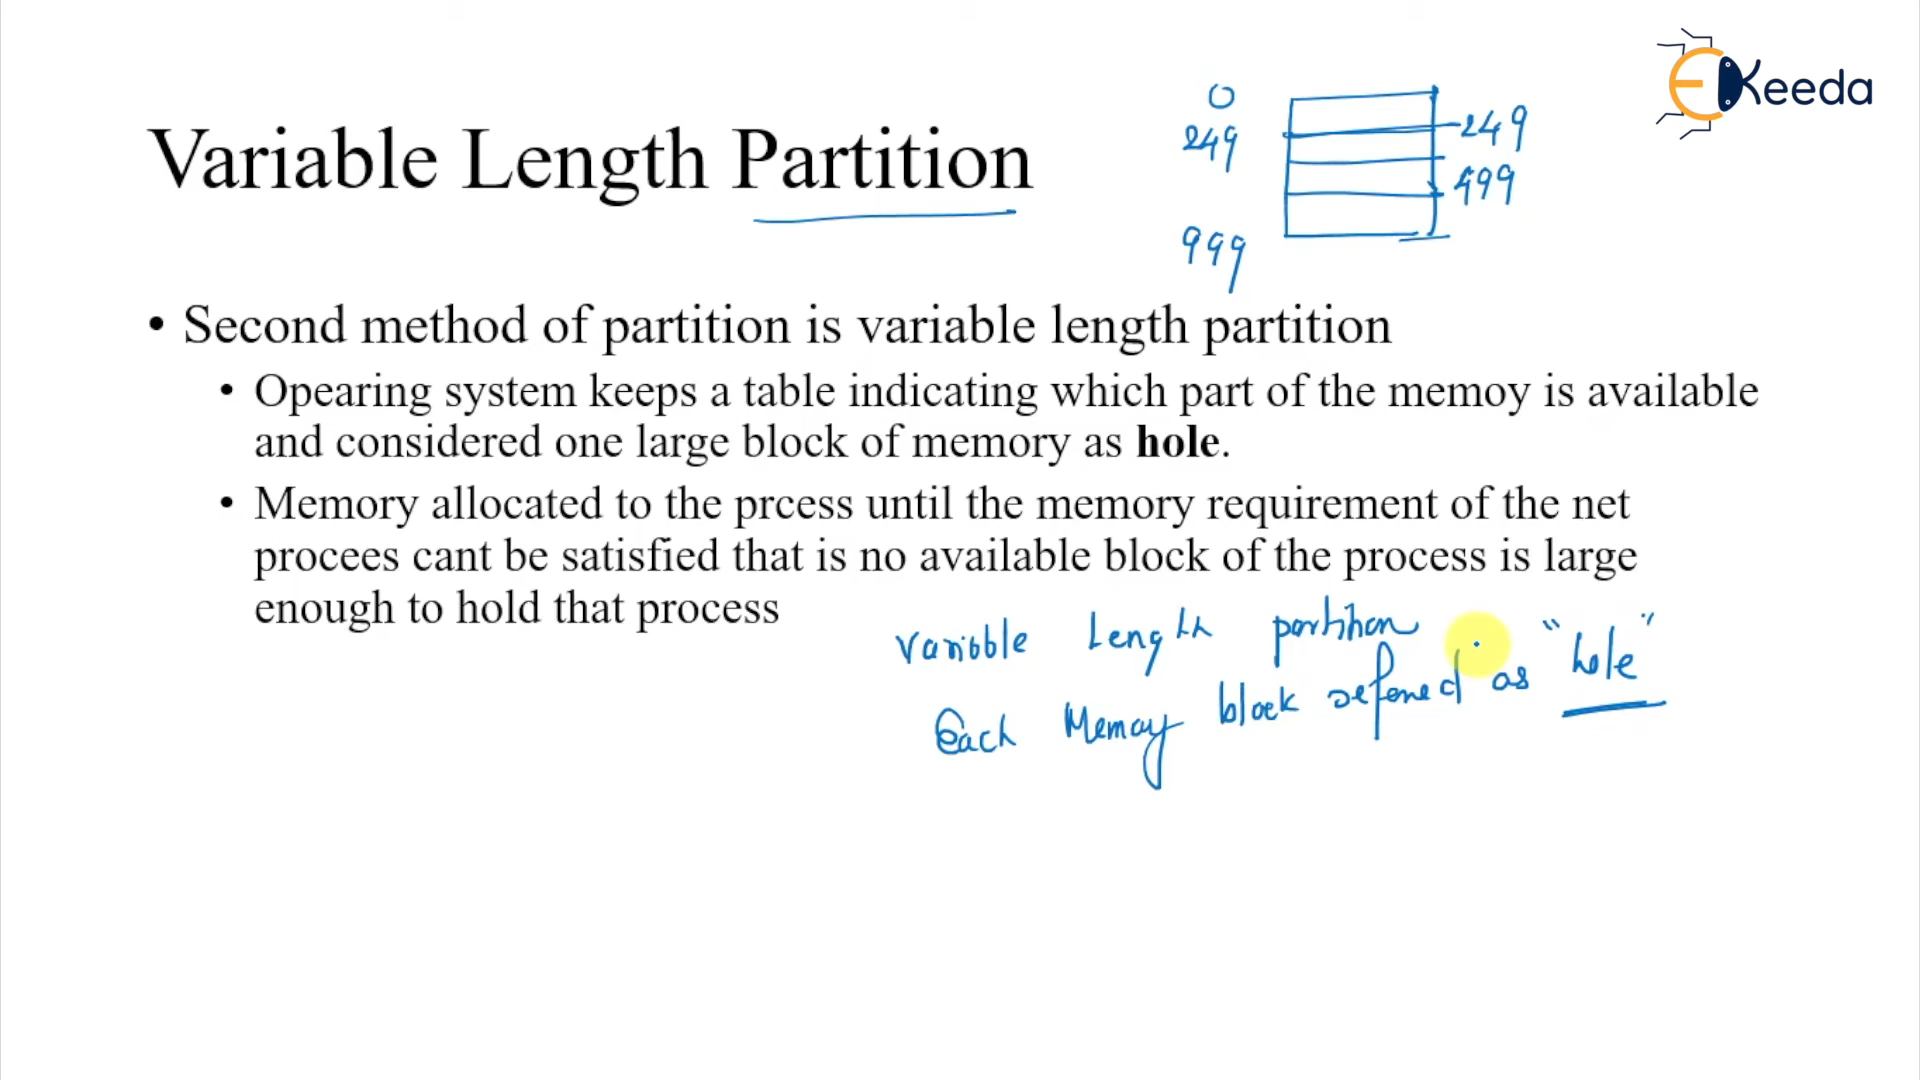 EKeeda
0
249
249
499
999
Variable Length Partition
• Second method of partition is variable length partition
• Opearing system keeps a table indicating which part of the memoy is available
and considered one large block of memory as hole.
• Memory allocated to the prcess until the memory requirement of the net
procees cant be satisfied that is no available block of the process is large
enough to hold that process
Variable Length partition
Each Memory block defened as "hole"